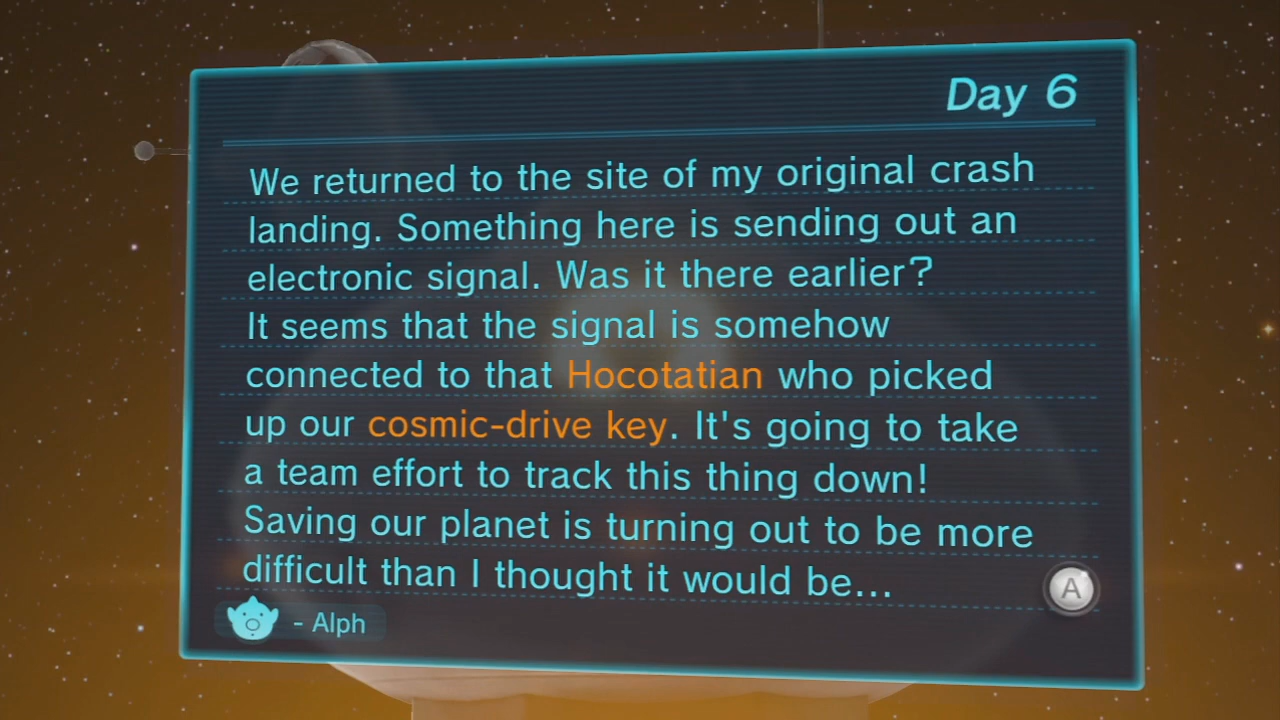 Day 6
We returned to the site of my original crash
landing. Something here is sending out an
electronic signal. Was it there earlier?
It seems that the signal is somehow
connected to that Hocotatian who picked
up our cosmic-drive key. It's going to take
a team effort to track this thing down!
Saving our planet is turning out to be more
difficult than I thought it would be...
A
- Alph